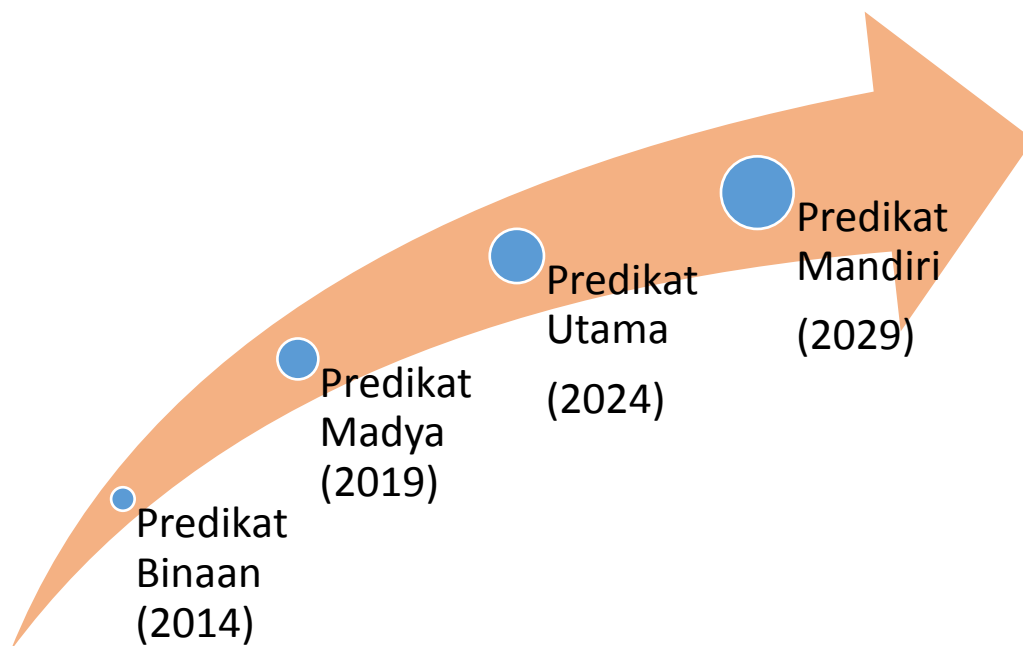 Predikat
Binaan
(2014)
Predikat
Madya
(2019)
Predikat
Utama
(2024)
Predikat
Mandiri
(2029)